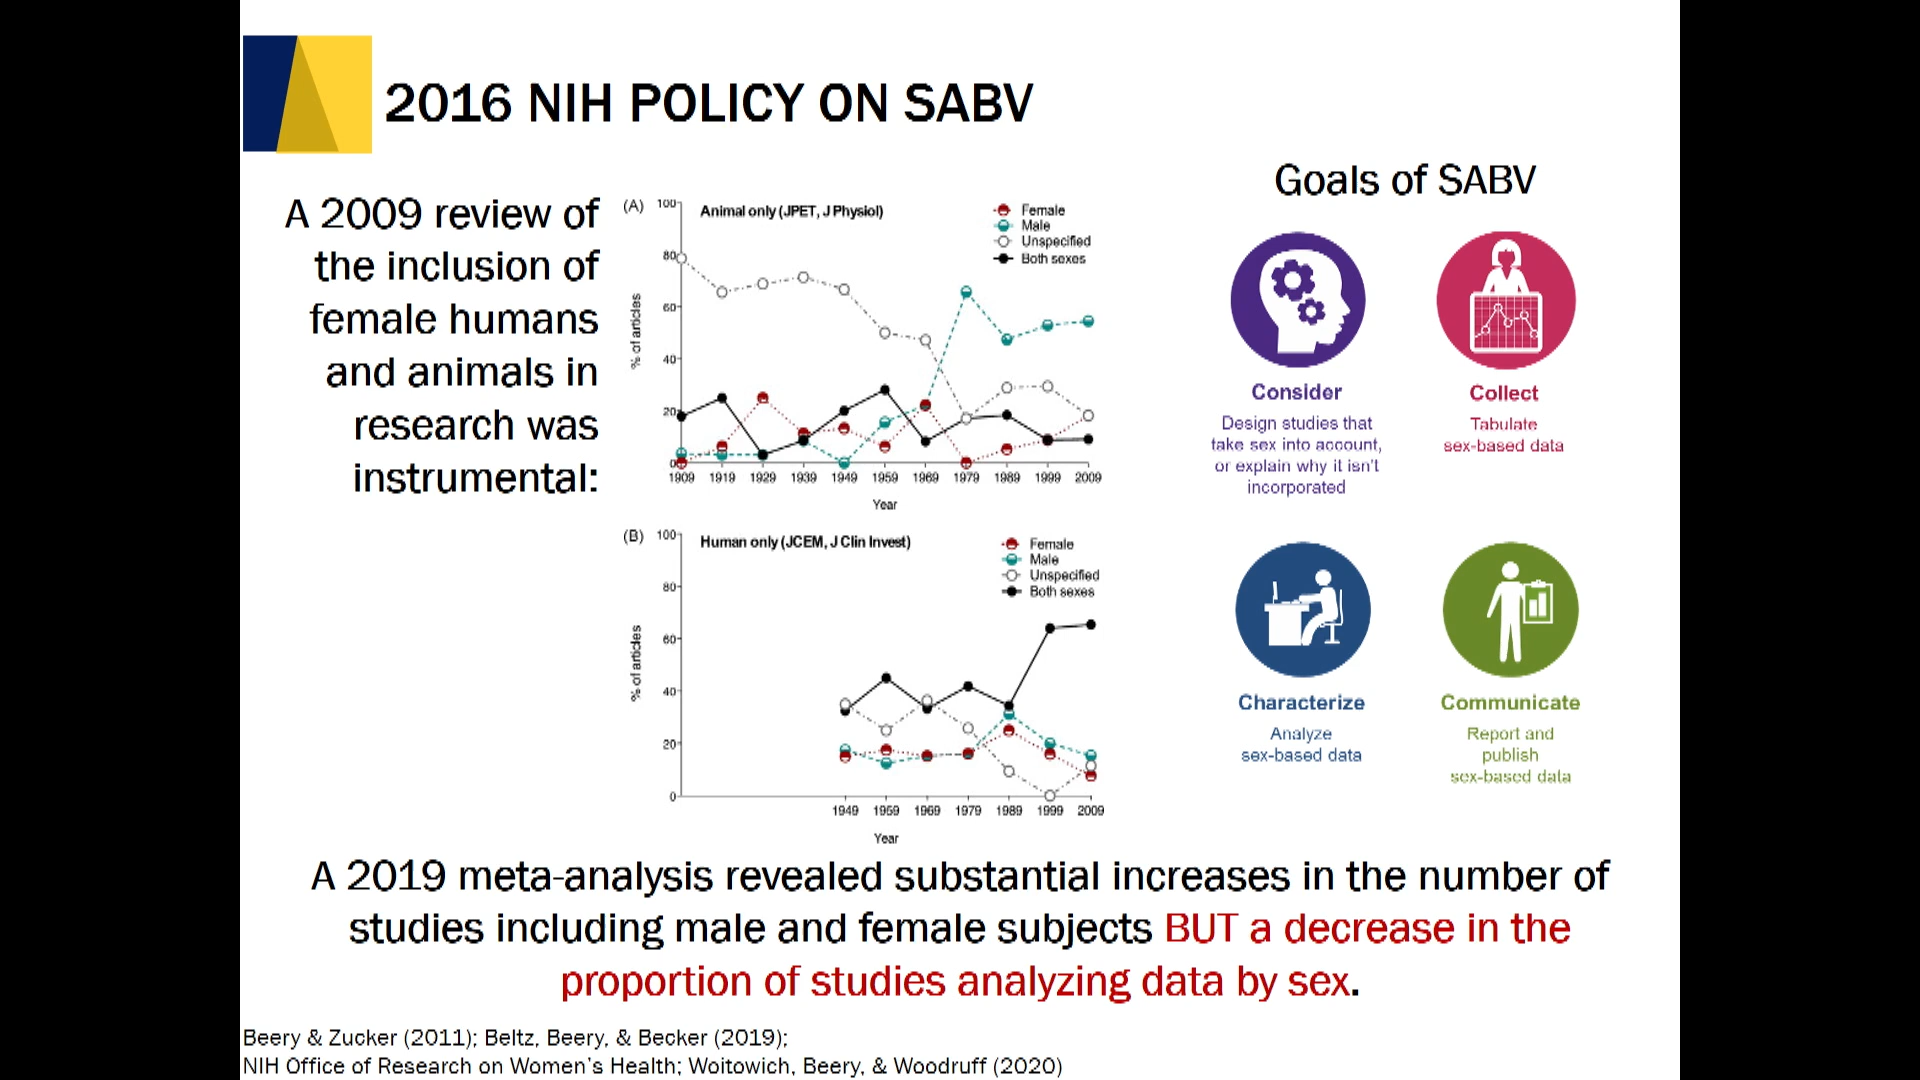 2016 NIH POLICY ON SABV
A 2009 review of
the inclusion of
female humans
and animals in
research was
instrumental:
(A)
Animal only (JPET, J Physiol)
Female
Male
Unspecified
Both sexes
100
80
60
40
20
0
% of articles
1909 1919 1929 1939 1949 1959 1969 1979 1989 1999 2009
Year
(B)
Human only (JCEM, J Clin Invest)
Female
Male
Unspecified
Both sexes
100
80
60
40
20
0
% of articles
1949 1959 1969 1979 1989 1999 2009
Year
Goals of SABV
Consider
Design studies that
take sex into account,
or explain why it isn't
incorporated
Collect
Tabulate
sex-based data
Characterize
Analyze
sex-based data
Communicate
Report and
publish
sex-based data
A 2019 meta-analysis revealed substantial increases in the number of
studies including male and female subjects BUT a decrease in the
proportion of studies analyzing data by sex.
Beery & Zucker (2011); Beltz, Beery, & Becker (2019);
NIH Office of Research on Women's Health; Woitowich, Beery, & Woodruff (2020)